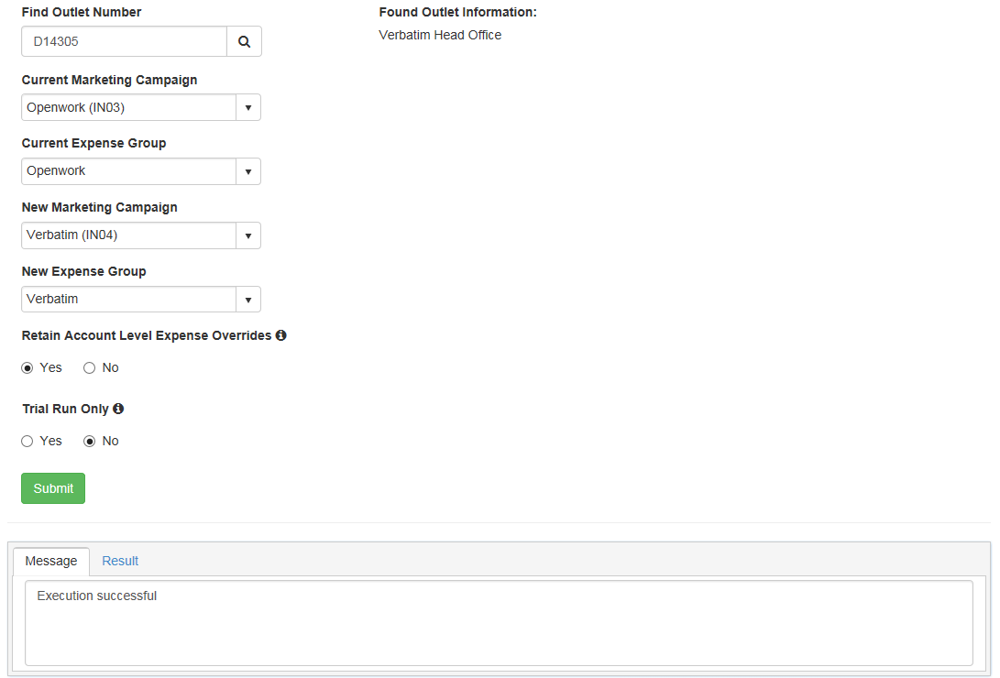 Find Outlet Number
D14305
Found Outlet Information:
Verbatim Head Office
Current Marketing Campaign
Openwork (IN03)
Current Expense Group
Openwork
New Marketing Campaign
Verbatim (IN04)
New Expense Group
Verbatim
Retain Account Level Expense Overrides
Yes No
Trial Run Only
Yes No
Submit
Message Result
Execution successful